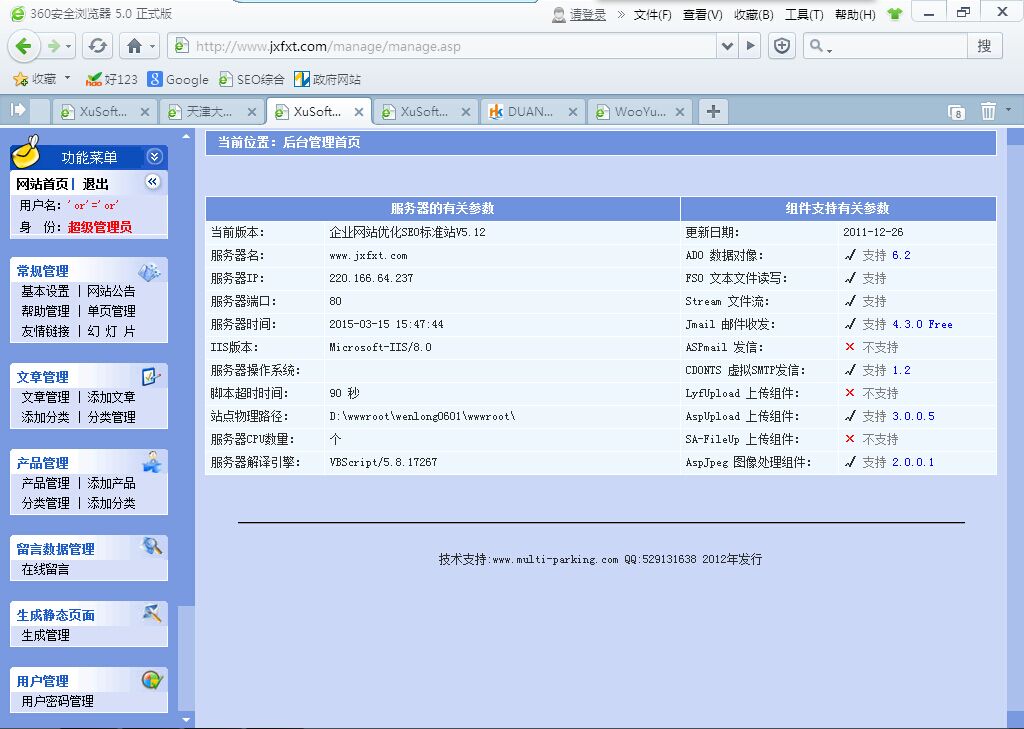 360安全浏览器 5.0 正式版
请登录 » 文件(F) 查看(V) 收藏(B) 工具(T) 帮助(H)
http://www.jxfxt.com/manage/manage.asp 搜
收藏 好123 Google SEO综合 政府网站
XuSoft... 天津大... XuSoft... XuSoft... DUAN... WooYu... 8
功能菜单
网站首页| 退出
用户名: 'or'='or'
身 份: 超级管理员
常规管理
基本设置 | 网站公告
帮助管理 | 单页管理
友情链接 | 幻 灯 片
文章管理
文章管理 | 添加文章
添加分类 | 分类管理
产品管理
产品管理 | 添加产品
分类管理 | 添加分类
留言数据管理
在线留言
生成静态页面
生成管理
用户管理
用户密码管理
当前位置: 后台管理首页
服务器的有关参数 组件支持有关参数
当前版本: 企业网站优化SEO标准站V5.12 更新日期: 2011-12-26
服务器名: www.jxfxt.com ADO 数据对像: √ 支持 6.2
服务器IP: 220.166.64.237 FSO 文本文件读写: √ 支持
服务器端口: 80 Stream 文件流: √ 支持
服务器时间: 2015-03-15 15:47:44 Jmail 邮件收发: √ 支持 4.3.0 Free
IIS版本: Microsoft-IIS/8.0 ASPmail 发信: × 不支持
服务器操作系统: CDONTS 虚拟SMTP发信: √ 支持 1.2
脚本超时时间: 90 秒 LyfUpload 上传组件: × 不支持
站点物理路径: D:\wwwroot\wenlong0601\wwwroot\ AspUpload 上传组件: √ 支持 3.0.0.5
服务器CPU数量: 个 SA-FileUp 上传组件: × 不支持
服务器解译引擎: VBScript/5.8.17267 AspJpeg 图像处理组件: √ 支持 2.0.0.1
技术支持:www.multi-parking.com QQ:529131638 2012年发行